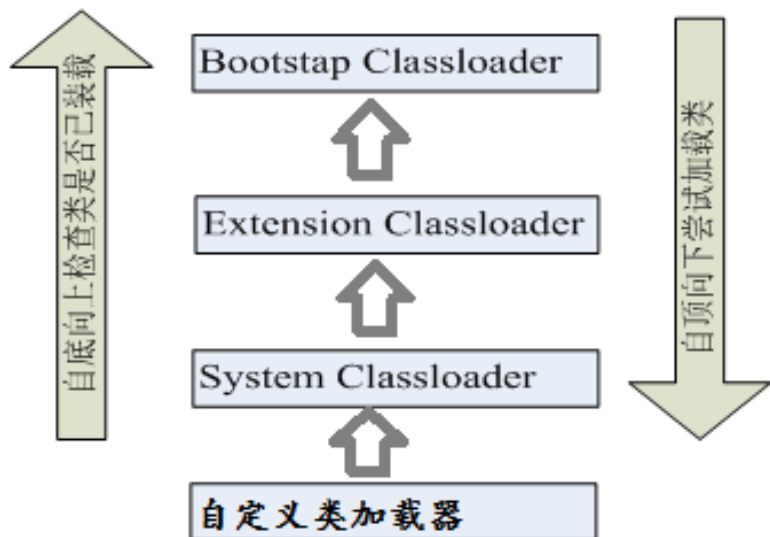 自底向上检查类是否已装载
Bootstap Classloader
Extension Classloader
System Classloader
自定义类加载器
自顶向下尝试加载类